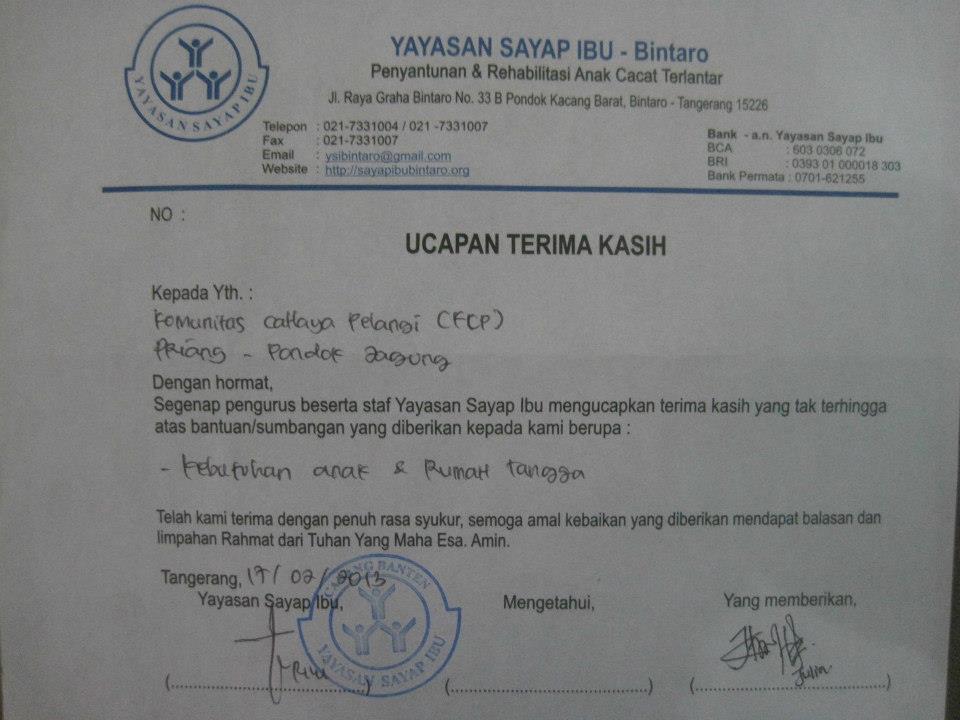 YAYASAN SAYAP IBU
YAYASAN SAYAP IBU - Bintaro
Penyantunan & Rehabilitasi Anak Cacat Terlantar
Jl. Raya Graha Bintaro No. 33 B Pondok Kacang Barat, Bintaro - Tangerang 15226
Telepon : 021-7331004 / 021 -7331007
Fax : 021-7331007
Email : ysibintaro@gmail.com
Website : http://sayapibubintaro.org
Bank - a.n. Yayasan Sayap Ibu
BCA : 603 0306 072
BRI : 0393 01 000018 303
Bank Permata : 0701-621255
NO :
UCAPAN TERIMA KASIH
Kepada Yth. :
Komunitas Cahaya Pelangi (KCP)
Priang - Pondok Jagung
Dengan hormat,
Segenap pengurus beserta staf Yayasan Sayap Ibu mengucapkan terima kasih yang tak terhingga
atas bantuan/sumbangan yang diberikan kepada kami berupa :
- Kebutuhan anak & Rumah tangga
Telah kami terima dengan penuh rasa syukur, semoga amal kebaikan yang diberikan mendapat balasan dan
limpahan Rahmat dari Tuhan Yang Maha Esa. Amin.
Tangerang, 17/02/2013
Yayasan Sayap Ibu,
Mengetahui,
Yang memberikan,
CABANG BANTEN
YAYASAN SAYAP IBU
(....................................)
(....................................)
(....................................)